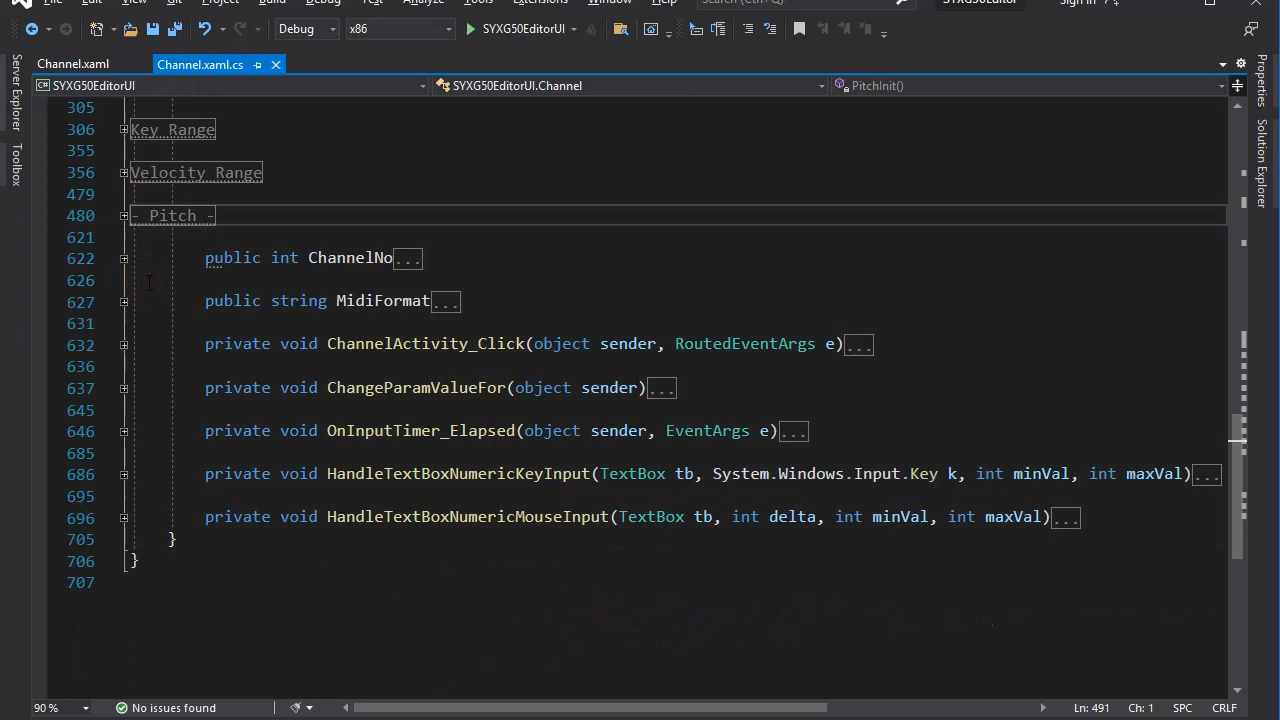 File Edit View Git Project Build Debug Test Analyze Tools Extensions Window Help SYXG50Editor Sign in
Debug x86 SYXG50EditorUI
Channel.xaml Channel.xaml.cs
SYXG50EditorUI SYXG50EditorUI.Channel PitchInit()
Server Explorer
Toolbox
Properties
Solution Explorer
305
306 Key Range
355
356 Velocity Range
479
480 - Pitch -
621
622 public int ChannelNo...
626
627 public string MidiFormat...
631
632 private void ChannelActivity_Click(object sender, RoutedEventArgs e)...
636
637 private void ChangeParamValueFor(object sender)...
645
646 private void OnInputTimer_Elapsed(object sender, EventArgs e)...
685
686 private void HandleTextBoxNumericKeyInput(TextBox tb, System.Windows.Input.Key k, int minVal, int maxVal)...
695
696 private void HandleTextBoxNumericMouseInput(TextBox tb, int delta, int minVal, int maxVal)...
705 }
706 }
707
90 % No issues found Ln: 491 Ch: 1 SPC CRLF